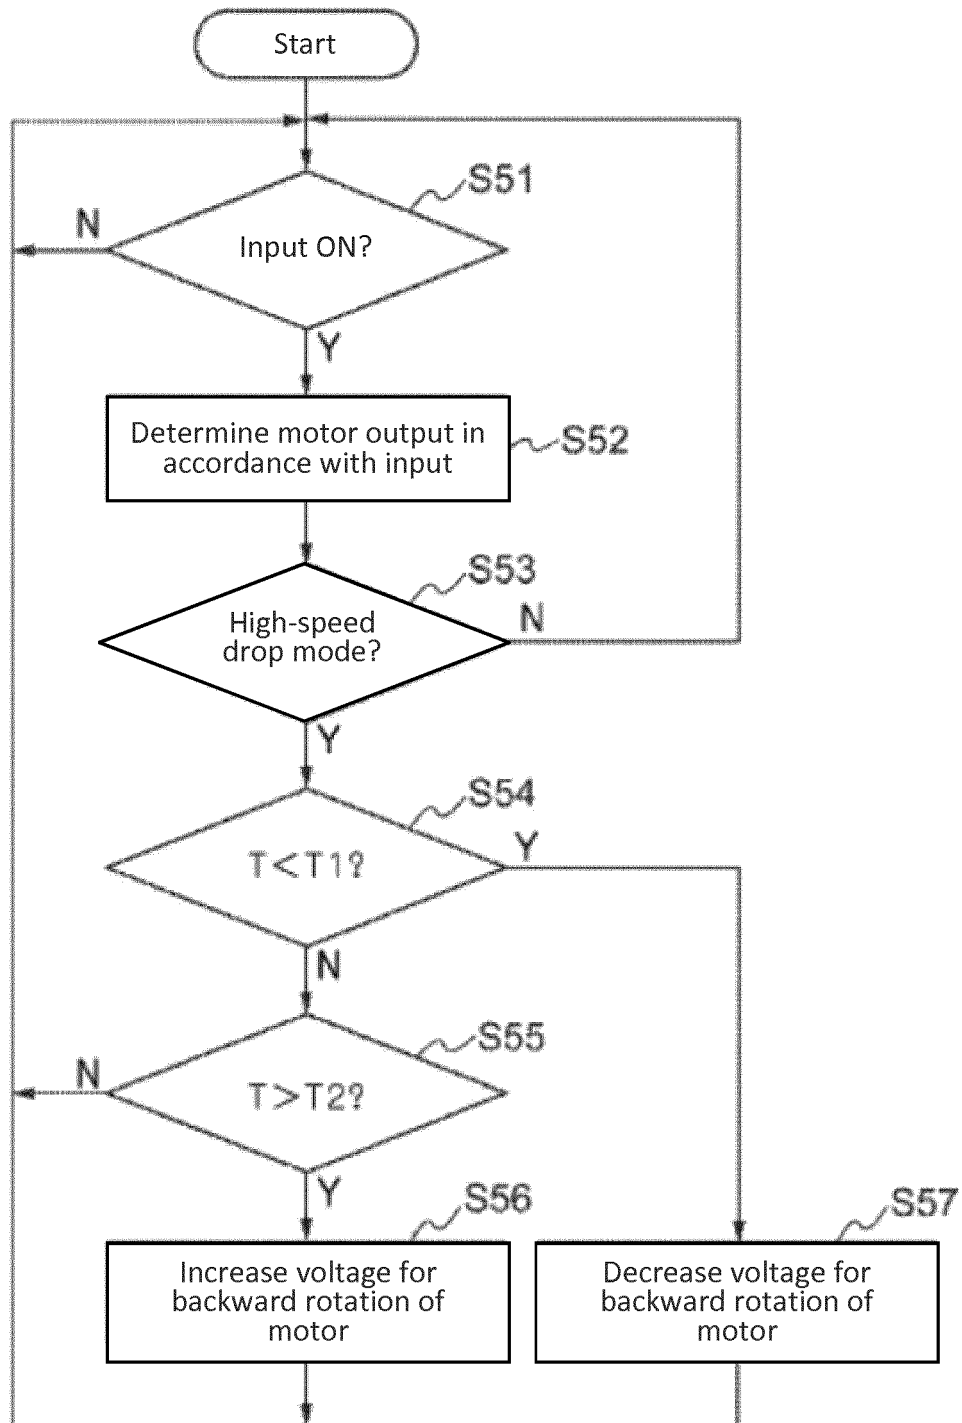 Start
S51
N
Input ON?
Y
Determine motor output in
accordance with input
S52
S53
High-speed
drop mode?
N
Y
S54
T<T1?
Y
N
S55
N
T>T2?
Y
S56
S57
Increase voltage for
backward rotation of
motor
Decrease voltage for
backward rotation of
motor